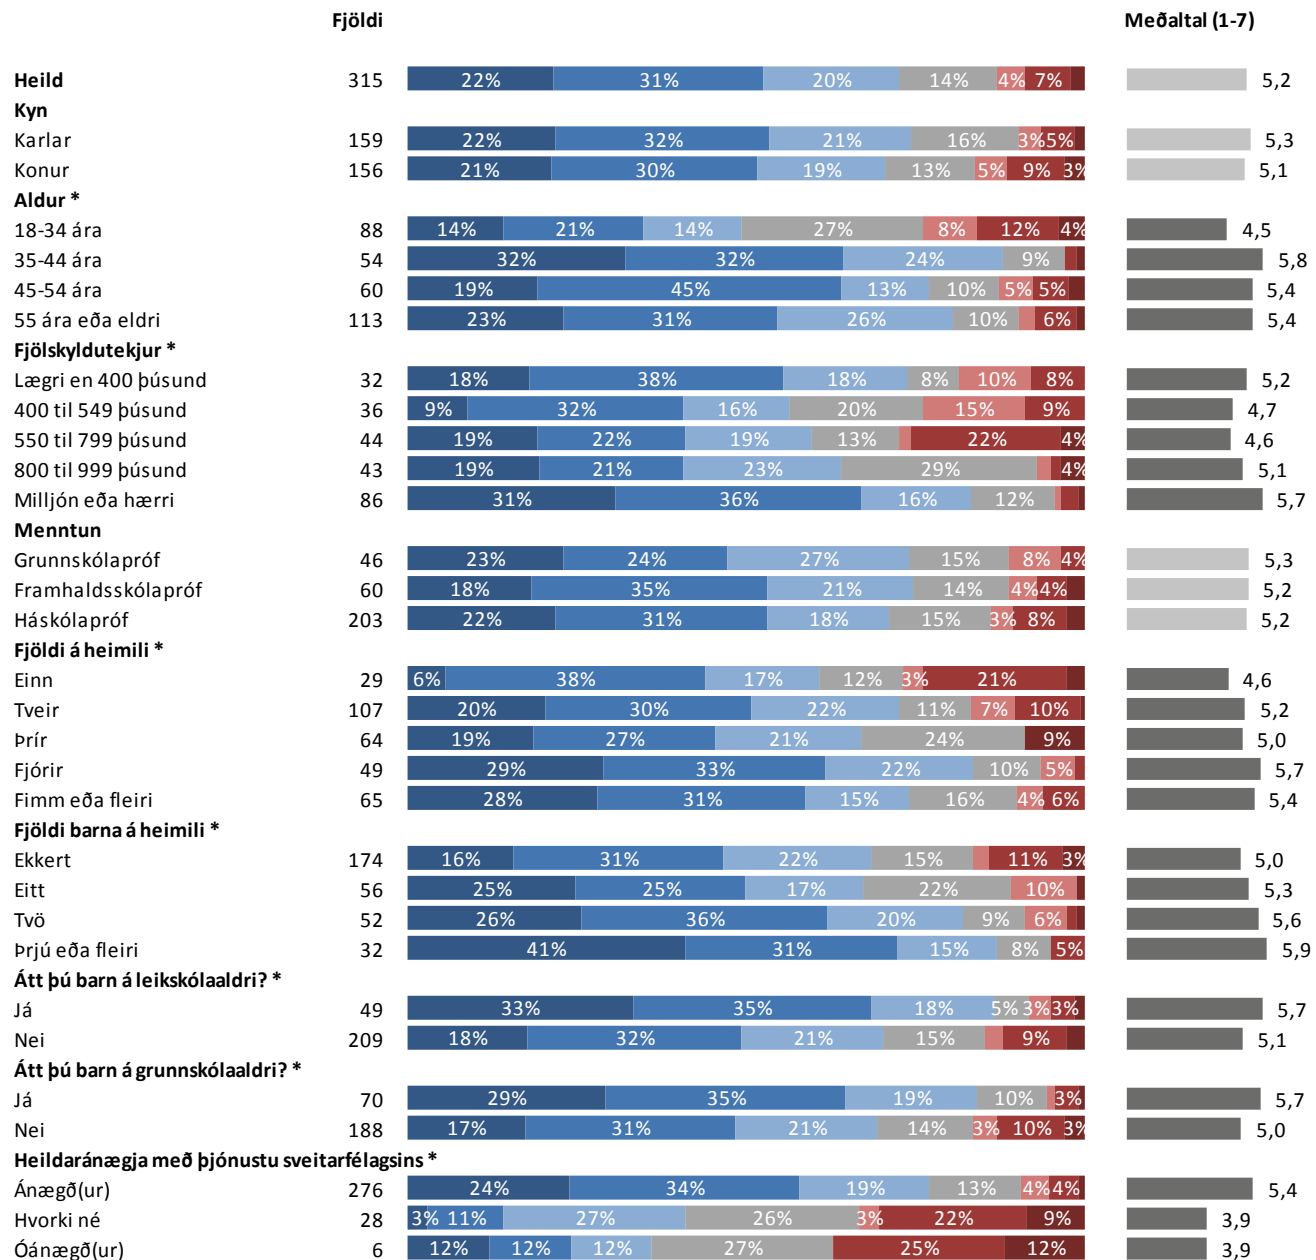 Fjöldi Meðaltal (1-7)
Heild 315 22% 31% 20% 14% 4% 7% 5,2
Kyn
Karlar 159 22% 32% 21% 16% 3% 5% 5,3
Konur 156 21% 30% 19% 13% 5% 9% 3% 5,1
Aldur *
18-34 ára 88 14% 21% 14% 27% 8% 12% 4% 4,5
35-44 ára 54 32% 32% 24% 9% 5,8
45-54 ára 60 19% 45% 13% 10% 5% 5% 5,4
55 ára eða eldri 113 23% 31% 26% 10% 6% 5,4
Fjölskyldutekjur *
Lægri en 400 þúsund 32 18% 38% 18% 8% 10% 8% 5,2
400 til 549 þúsund 36 9% 32% 16% 20% 15% 9% 4,7
550 til 799 þúsund 44 19% 22% 19% 13% 22% 4% 4,6
800 til 999 þúsund 43 19% 21% 23% 29% 4% 5,1
Milljón eða hærri 86 31% 36% 16% 12% 5,7
Menntun
Grunnskólapróf 46 23% 24% 27% 15% 8% 4% 5,3
Framhaldsskólapróf 60 18% 35% 21% 14% 4% 4% 5,2
Háskólapróf 203 22% 31% 18% 15% 3% 8% 5,2
Fjöldi á heimili *
Einn 29 6% 38% 17% 12% 3% 21% 4,6
Tveir 107 20% 30% 22% 11% 7% 10% 5,2
Þrír 64 19% 27% 21% 24% 9% 5,0
Fjórir 49 29% 33% 22% 10% 5% 5,7
Fimm eða fleiri 65 28% 31% 15% 16% 4% 6% 5,4
Fjöldi barna á heimili *
Ekkert 174 16% 31% 22% 15% 11% 3% 5,0
Eitt 56 25% 25% 17% 22% 10% 5,3
Tvö 52 26% 36% 20% 9% 6% 5,6
Þrjú eða fleiri 32 41% 31% 15% 8% 5% 5,9
Átt þú barn á leikskólaaldri? *
Já 49 33% 35% 18% 5% 3% 3% 5,7
Nei 209 18% 32% 21% 15% 9% 5,1
Átt þú barn á grunnskólaaldri? *
Já 70 29% 35% 19% 10% 3% 5,7
Nei 188 17% 31% 21% 14% 3% 10% 3% 5,0
Heildaránægja með þjónustu sveitarfélagsins *
Ánægð(ur) 276 24% 34% 19% 13% 4% 4% 5,4
Hvorki né 28 3% 11% 27% 26% 3% 22% 9% 3,9
Óánægð(ur) 6 12% 12% 12% 27% 25% 12% 3,9